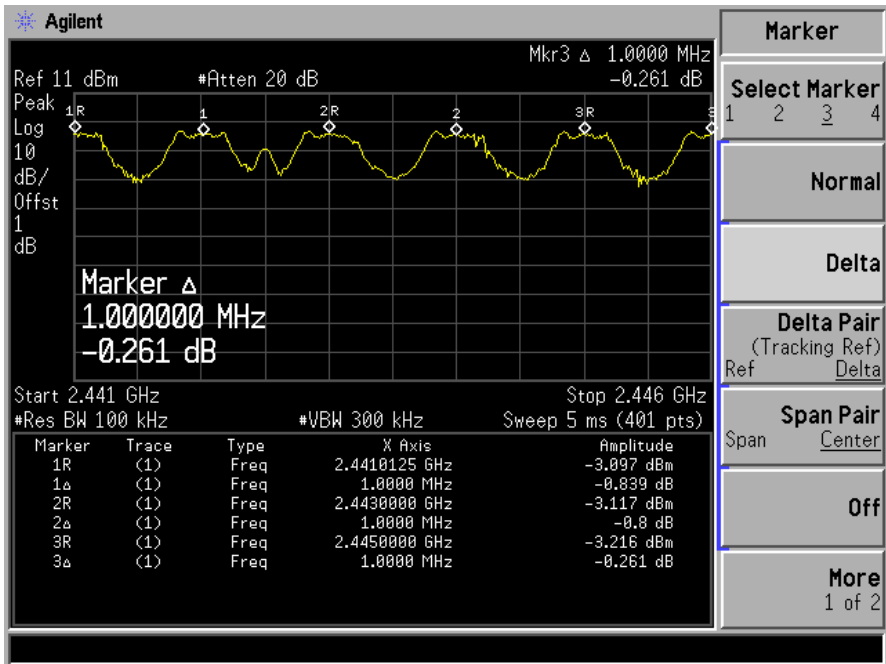 Agilent
Marker
Mkr3 Δ 1.0000 MHz
Ref 11 dBm #Atten 20 dB -0.261 dB
Peak
Log
10
dB/
Offst
1
dB
1R 1 2R 2 3R 3
Marker Δ
1.000000 MHz
-0.261 dB
Start 2.441 GHz Stop 2.446 GHz
#Res BW 100 kHz #VBW 300 kHz Sweep 5 ms (401 pts)
Marker Trace Type X Axis Amplitude
1R (1) Freq 2.4410125 GHz -3.097 dBm
1Δ (1) Freq 1.0000 MHz -0.839 dB
2R (1) Freq 2.4430000 GHz -3.117 dBm
2Δ (1) Freq 1.0000 MHz -0.8 dB
3R (1) Freq 2.4450000 GHz -3.216 dBm
3Δ (1) Freq 1.0000 MHz -0.261 dB
Select Marker
1 2 3 4
Normal
Delta
Delta Pair
(Tracking Ref)
Ref Delta
Span Pair
Span Center
Off
More
1 of 2